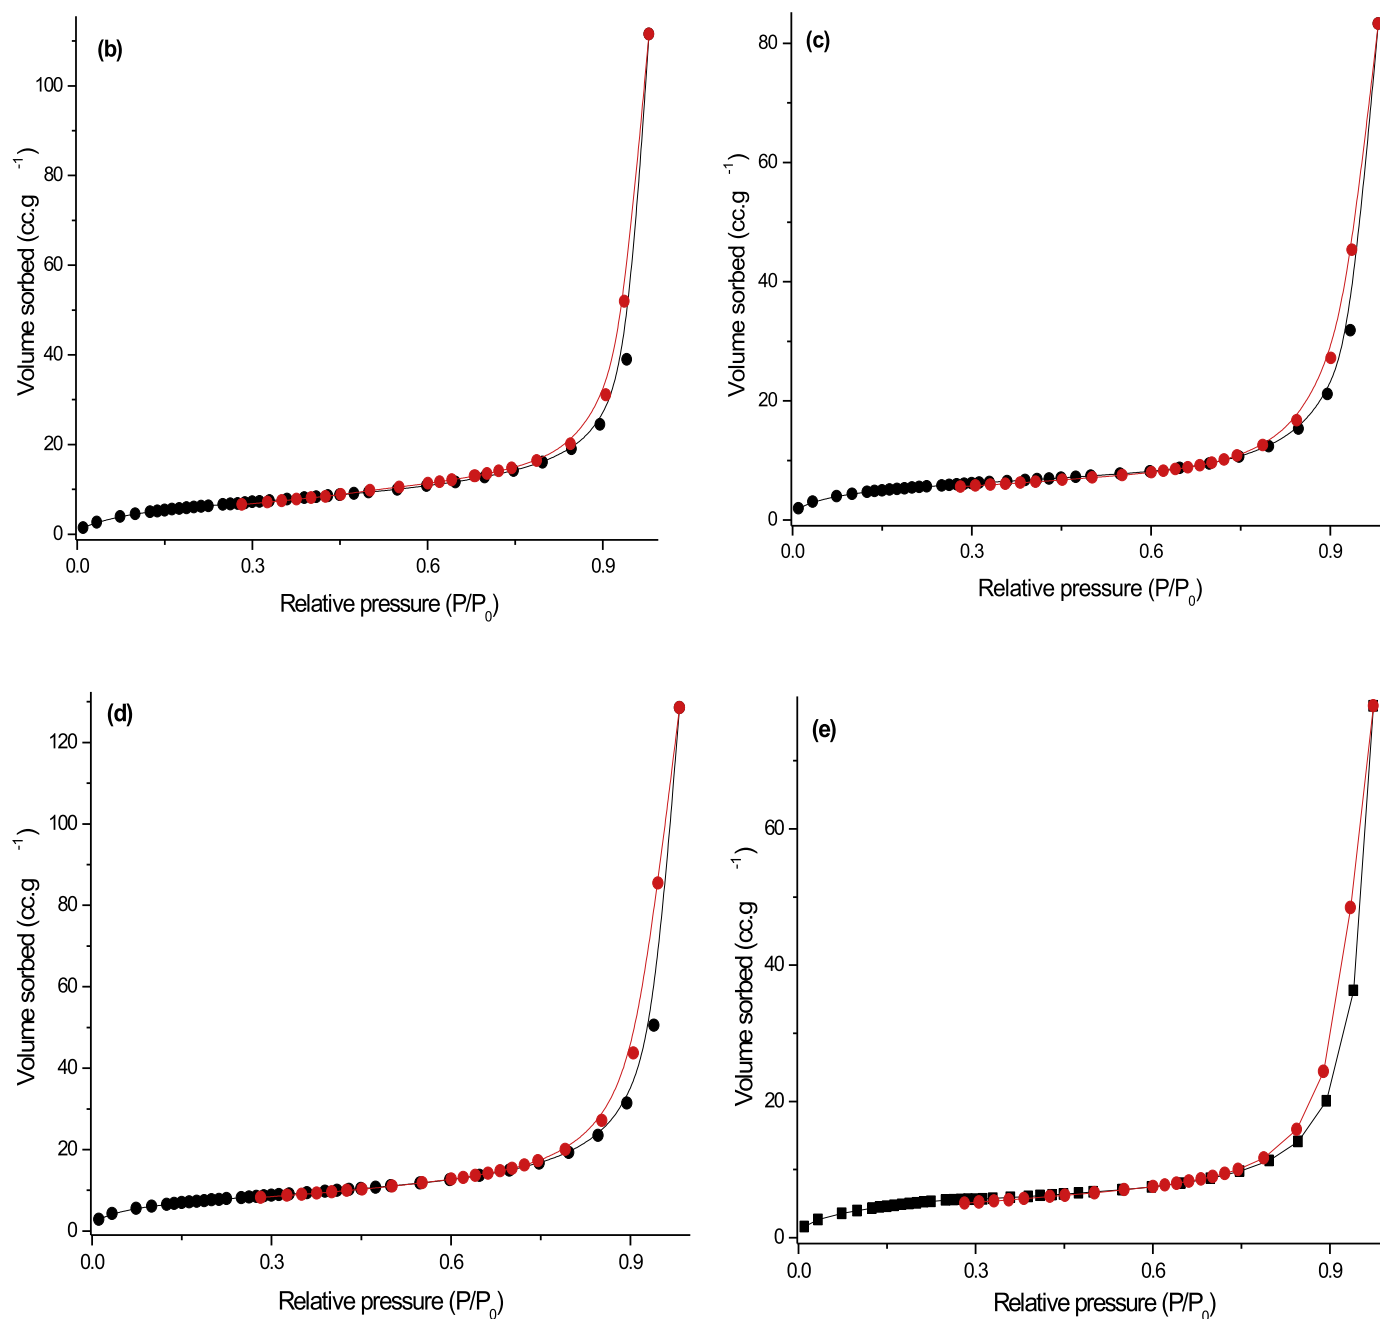 (b)
100
80
60
40
20
0
0.0 0.3 0.6 0.9
Volume sorbed (cc.g -1)
Relative pressure (P/P0)
(c)
80
60
40
20
0
0.0 0.3 0.6 0.9
Volume sorbed (cc.g -1)
Relative pressure (P/P0)
(d)
120
100
80
60
40
20
0
0.0 0.3 0.6 0.9
Volume sorbed (cc.g -1)
Relative pressure (P/P0)
(e)
60
40
20
0
0.0 0.3 0.6 0.9
Volume sorbed (cc.g -1)
Relative pressure (P/P0)